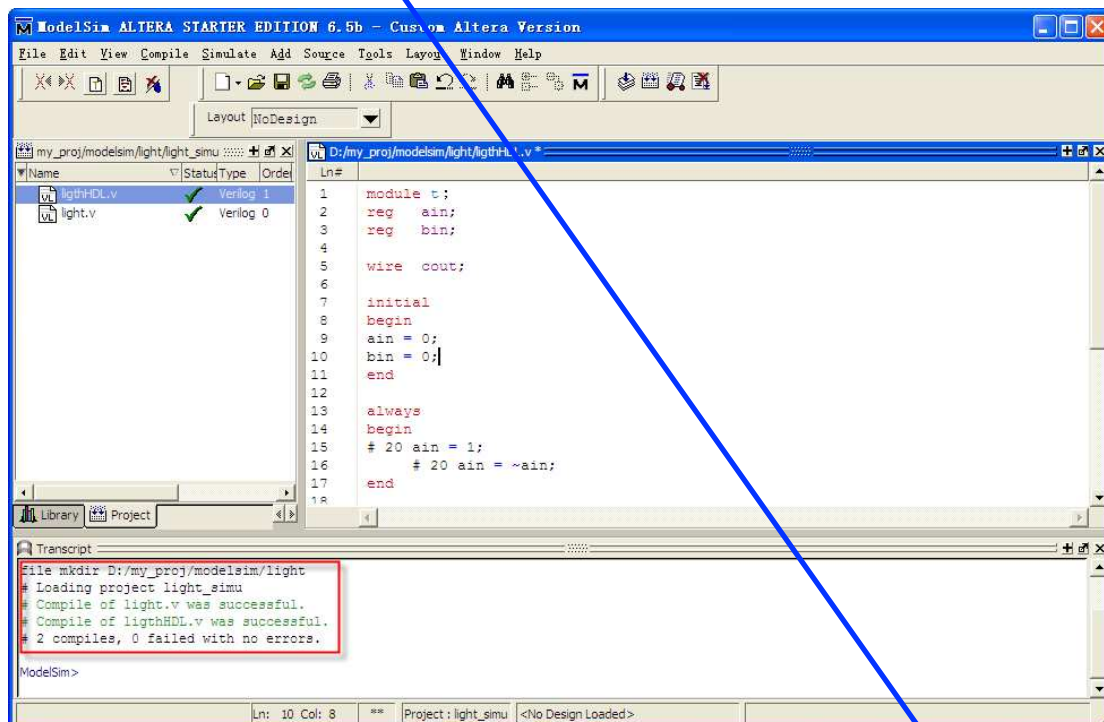 ModelSim ALTERA STARTER EDITION 6.5b - Custom Altera Version
File Edit View Compile Simulate Add Source Tools Layout Window Help
Layout NoDesign
my_proj/modelsim/light/light_simu
D:/my_proj/modelsim/light/ligthHDL.v *
Name Status Type Order
Ln#
ligthHDL.v Verilog 1
light.v Verilog 0
1 module t;
2 reg ain;
3 reg bin;
4
5 wire cout;
6
7 initial
8 begin
9 ain = 0;
10 bin = 0;
11 end
12
13 always
14 begin
15 # 20 ain = 1;
16 # 20 ain = ~ain;
17 end
18
Library Project
Transcript
file mkdir D:/my_proj/modelsim/light
# Loading project light_simu
# Compile of light.v was successful.
# Compile of ligthHDL.v was successful.
# 2 compiles, 0 failed with no errors.
ModelSim>
Ln: 10 Col: 8 ** Project : light_simu <No Design Loaded>